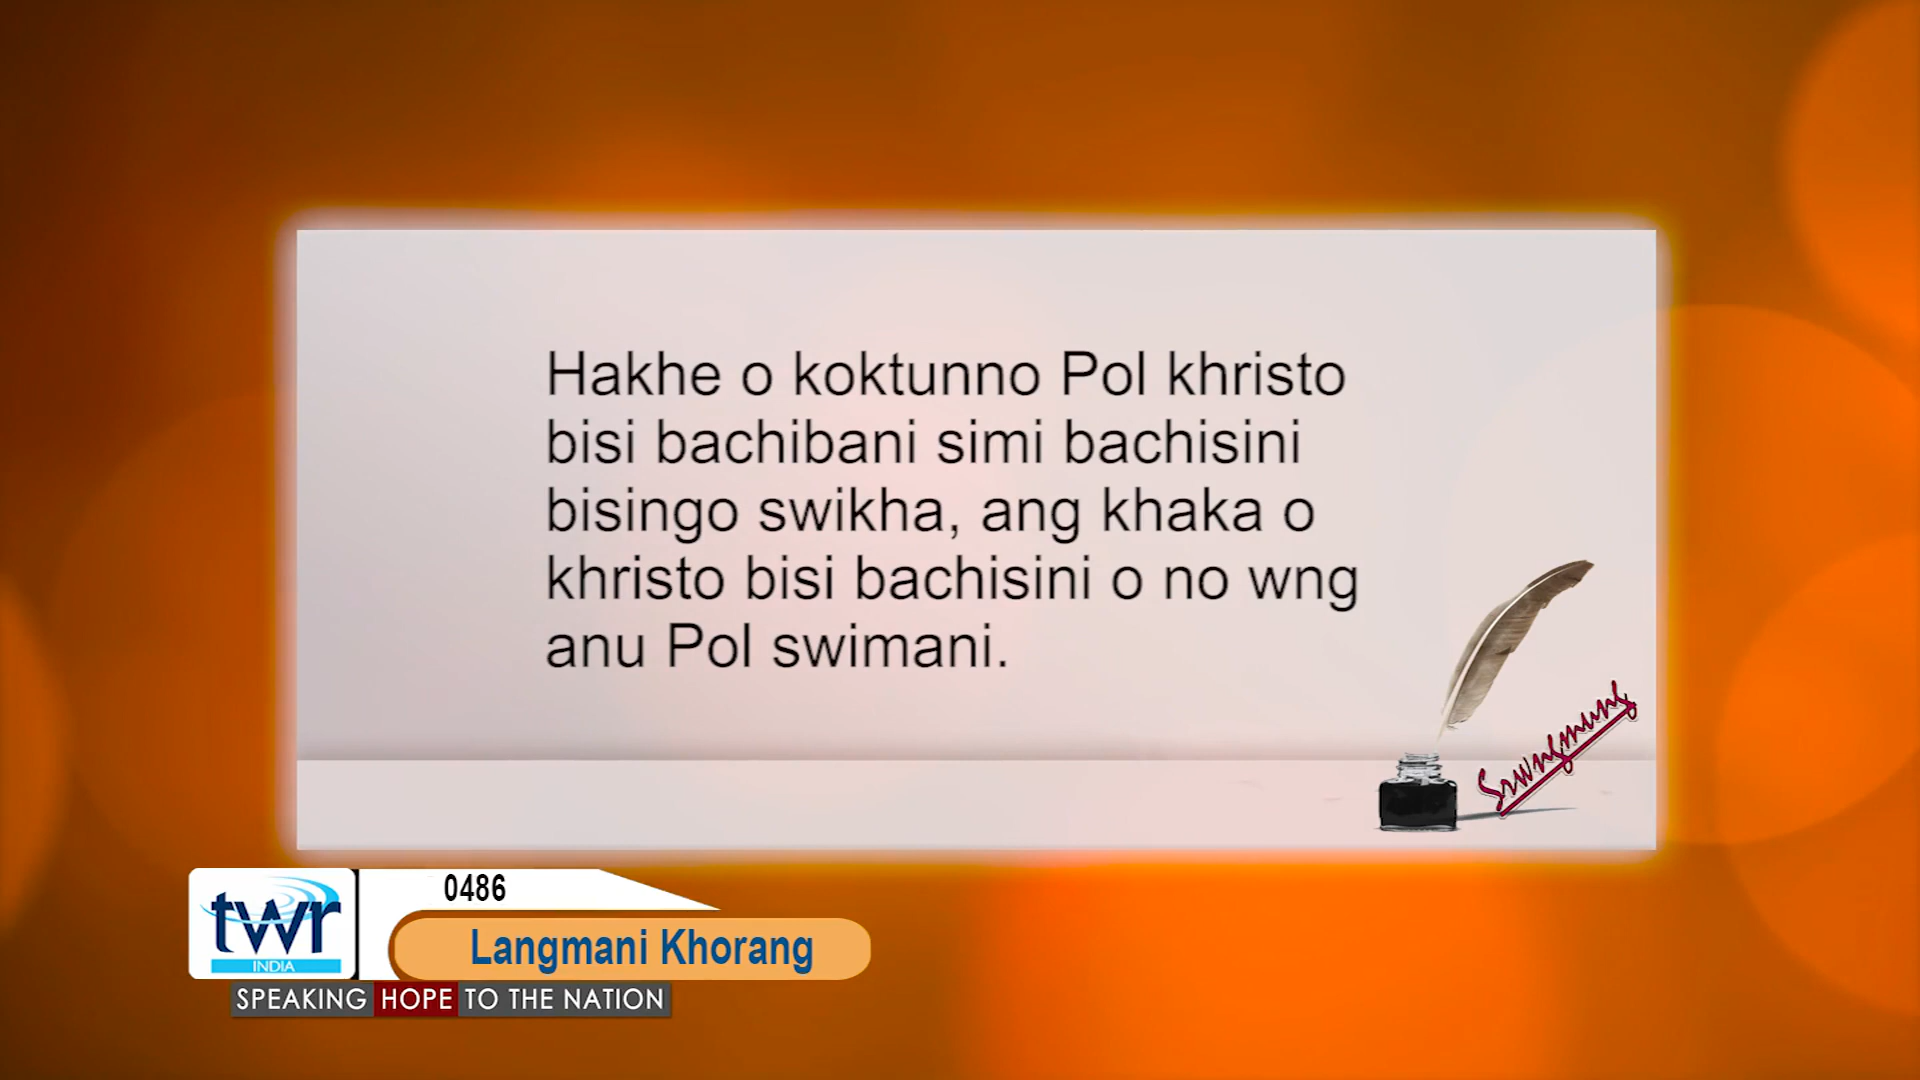 Hakhe o koktunno Pol khristo
bisi bachibani simi bachisini
bisingo swikha, ang khaka o
khristo bisi bachisini o no wng
anu Pol swimani.
Srwngmung
twr
INDIA
0486
Langmani Khorang
SPEAKING HOPE TO THE NATION